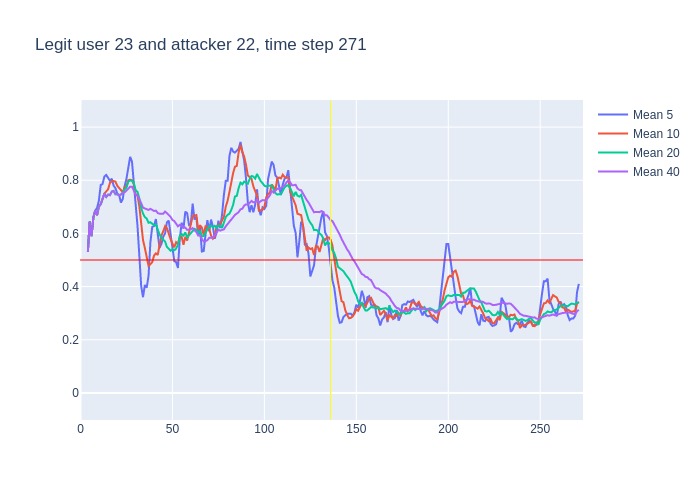 Legit user 23 and attacker 22, time step 271
Mean 5
Mean 10
Mean 20
Mean 40
1
0.8
0.6
0.4
0.2
0
0 50 100 150 200 250